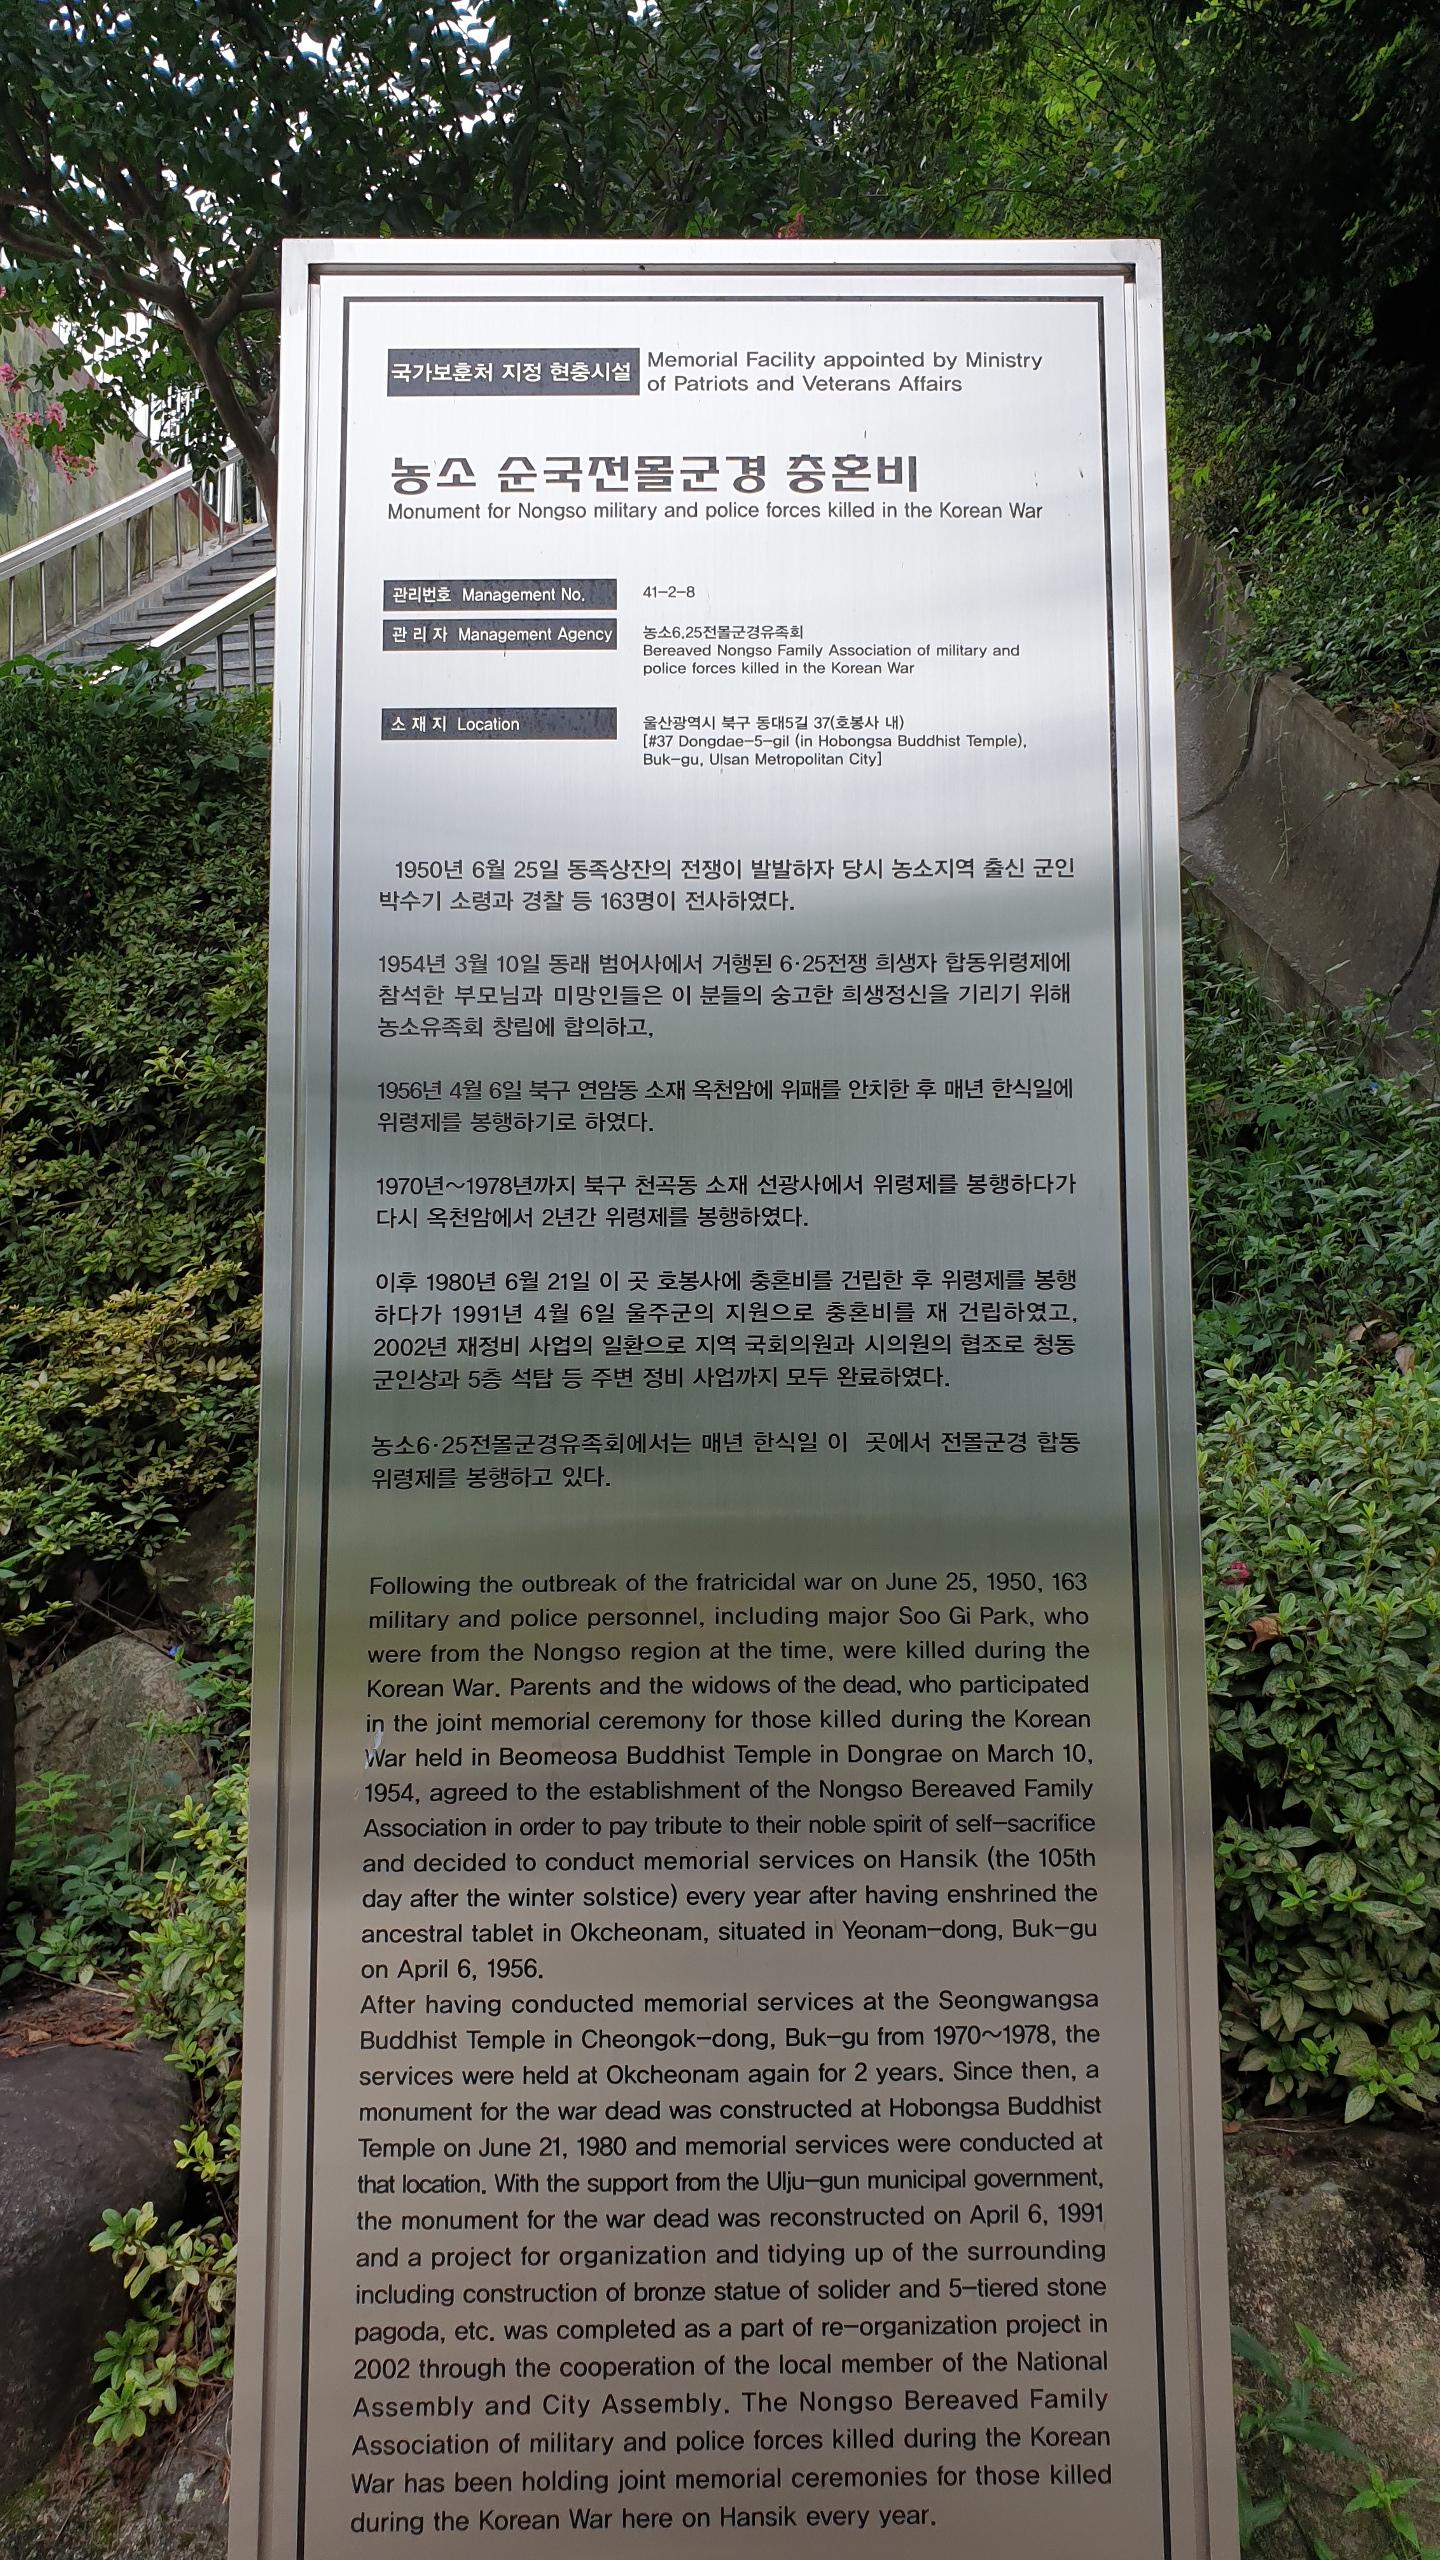 국가보훈처 지정 현충시설
Memorial Facility appointed by Ministry
of Patriots and Veterans Affairs
농소 순국전몰군경 충혼비
Monument for Nongso military and police forces killed in the Korean War
관리번호 Management No.
41-2-8
관 리 자 Management Agency
농소6.25전몰군경유족회
Bereaved Nongso Family Association of military and
police forces killed in the Korean War
소 재 지 Location
울산광역시 북구 동대5길 37(호봉사 내)
[#37 Dongdae-5-gil (in Hobongsa Buddhist Temple),
Buk-gu, Ulsan Metropolitan City]
1950년 6월 25일 동족상잔의 전쟁이 발발하자 당시 농소지역 출신 군인
박수기 소령과 경찰 등 163명이 전사하였다.
1954년 3월 10일 동래 범어사에서 거행된 6·25전쟁 희생자 합동위령제에
참석한 부모님과 미망인들은 이 분들의 숭고한 희생정신을 기리기 위해
농소유족회 창립에 합의하고,
1956년 4월 6일 북구 연암동 소재 옥천암에 위패를 안치한 후 매년 한식일에
위령제를 봉행하기로 하였다.
1970년~1978년까지 북구 천곡동 소재 선광사에서 위령제를 봉행하다가
다시 옥천암에서 2년간 위령제를 봉행하였다.
이후 1980년 6월 21일 이 곳 호봉사에 충혼비를 건립한 후 위령제를 봉행
하다가 1991년 4월 6일 울주군의 지원으로 충혼비를 재 건립하였고,
2002년 재정비 사업의 일환으로 지역 국회의원과 시의원의 협조로 청동
군인상과 5층 석탑 등 주변 정비 사업까지 모두 완료하였다.
농소6·25전몰군경유족회에서는 매년 한식일 이 곳에서 전몰군경 합동
위령제를 봉행하고 있다.
Following the outbreak of the fratricidal war on June 25, 1950, 163
military and police personnel, including major Soo Gi Park, who
were from the Nongso region at the time, were killed during the
Korean War. Parents and the widows of the dead, who participated
in the joint memorial ceremony for those killed during the Korean
War held in Beomeosa Buddhist Temple in Dongrae on March 10,
1954, agreed to the establishment of the Nongso Bereaved Family
Association in order to pay tribute to their noble spirit of self-sacrifice
and decided to conduct memorial services on Hansik (the 105th
day after the winter solstice) every year after having enshrined the
ancestral tablet in Okcheonam, situated in Yeonam-dong, Buk-gu
on April 6, 1956.
After having conducted memorial services at the Seongwangsa
Buddhist Temple in Cheongok-dong, Buk-gu from 1970~1978, the
services were held at Okcheonam again for 2 years. Since then, a
monument for the war dead was constructed at Hobongsa Buddhist
Temple on June 21, 1980 and memorial services were conducted at
that location. With the support from the Ulju-gun municipal government,
the monument for the war dead was reconstructed on April 6, 1991
and a project for organization and tidying up of the surrounding
including construction of bronze statue of solider and 5-tiered stone
pagoda, etc. was completed as a part of re-organization project in
2002 through the cooperation of the local member of the National
Assembly and City Assembly. The Nongso Bereaved Family
Association of military and police forces killed during the Korean
War has been holding joint memorial ceremonies for those killed
during the Korean War here on Hansik every year.